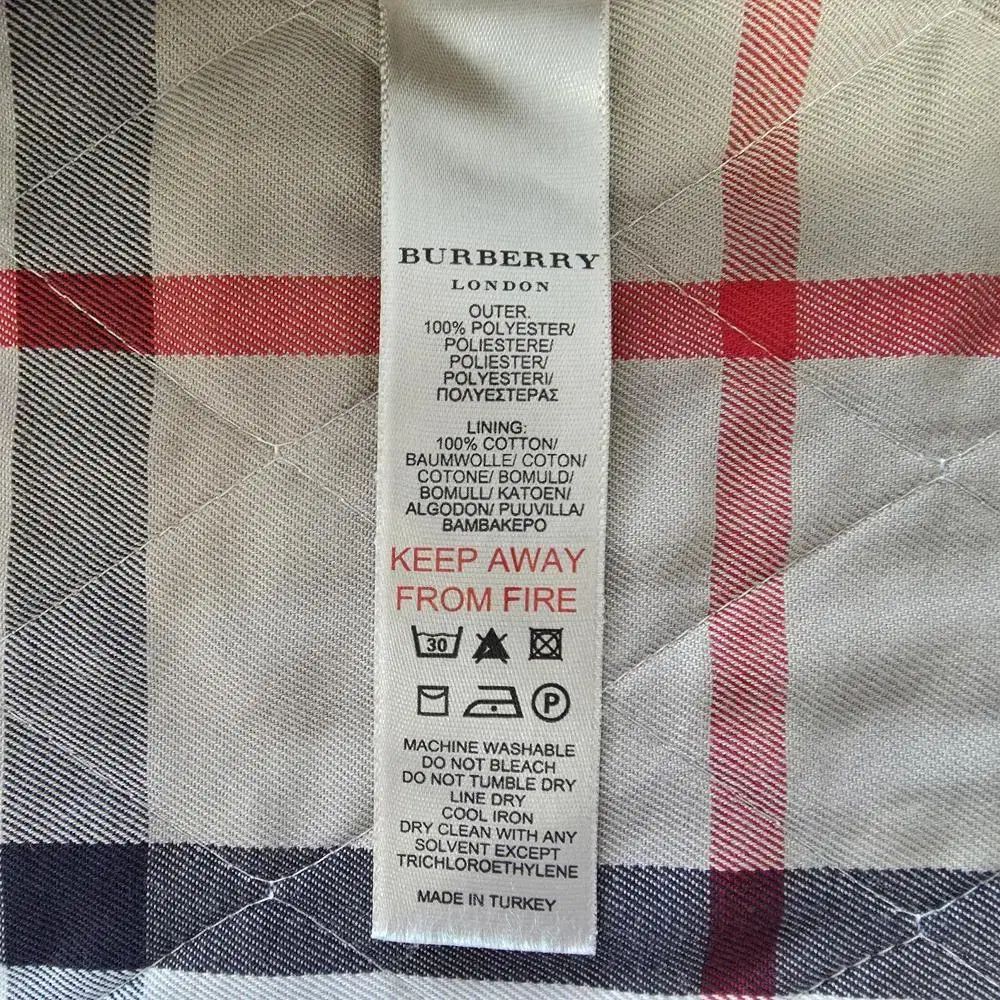 BURBERRY
LONDON
OUTER.
100% POLYESTER/
POLIESTERE/
POLIESTER/
POLYESTERI/
ΠΟΛΥΕΣΤΕΡΑΣ
LINING:
100% COTTON/
BAUMWOLLE/ COTON/
COTONE/ BOMULD/
BOMULL/ KATOEN/
ALGODON/ PUUVILLA/
ΒΑΜΒΑΚΕΡΟ
KEEP AWAY
FROM FIRE
30
P
MACHINE WASHABLE
DO NOT BLEACH
DO NOT TUMBLE DRY
LINE DRY
COOL IRON
DRY CLEAN WITH ANY
SOLVENT EXCEPT
TRICHLOROETHYLENE
MADE IN TURKEY